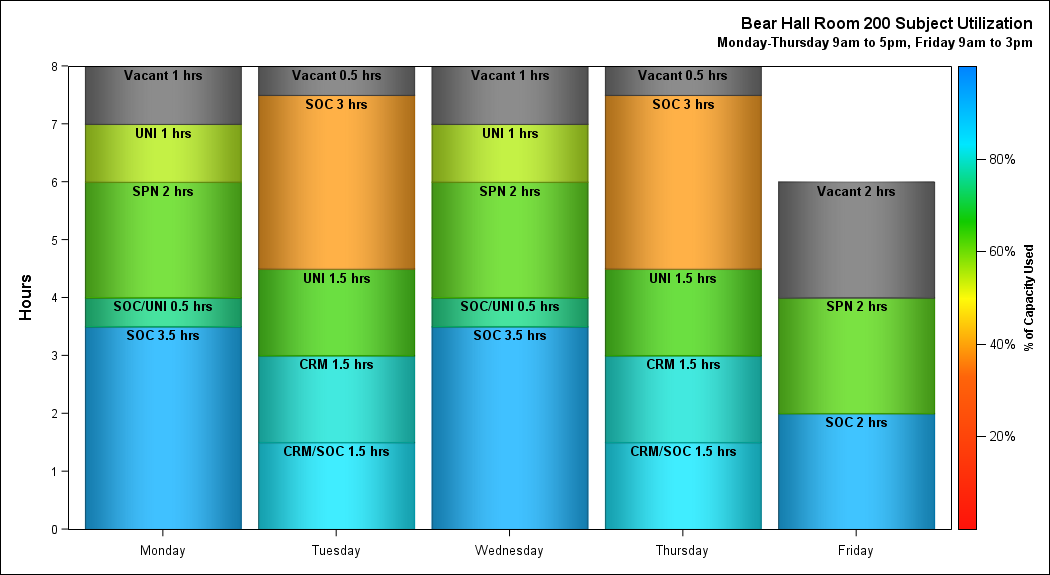 Bear Hall Room 200 Subject Utilization
Monday-Thursday 9am to 5pm, Friday 9am to 3pm
Hours
8
7
6
5
4
3
2
1
0
Vacant 1 hrs
UNI 1 hrs
SPN 2 hrs
SOC/UNI 0.5 hrs
SOC 3.5 hrs
Monday
Vacant 0.5 hrs
SOC 3 hrs
UNI 1.5 hrs
CRM 1.5 hrs
CRM/SOC 1.5 hrs
Tuesday
Vacant 1 hrs
UNI 1 hrs
SPN 2 hrs
SOC/UNI 0.5 hrs
SOC 3.5 hrs
Wednesday
Vacant 0.5 hrs
SOC 3 hrs
UNI 1.5 hrs
CRM 1.5 hrs
CRM/SOC 1.5 hrs
Thursday
Vacant 2 hrs
SPN 2 hrs
SOC 2 hrs
Friday
80%
60%
40%
20%
% of Capacity Used